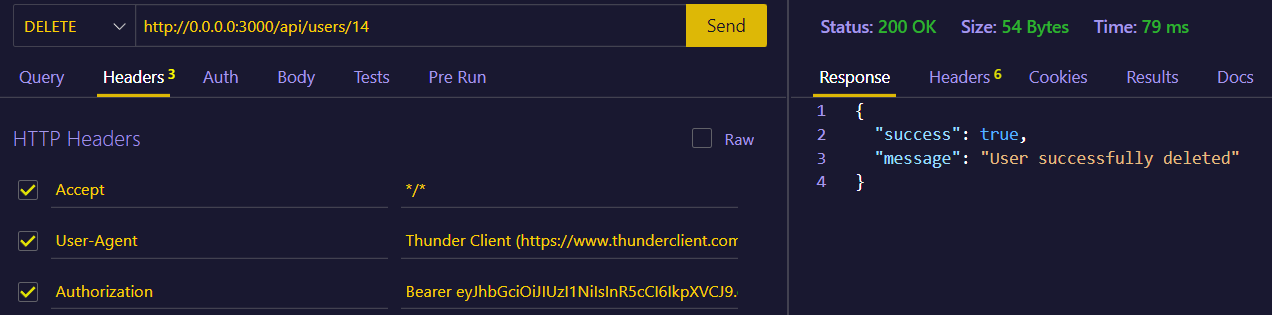 DELETE http://0.0.0.0:3000/api/users/14 Send
Query Headers 3 Auth Body Tests Pre Run
HTTP Headers Raw
Accept */*
User-Agent Thunder Client (https://www.thunderclient.com
Authorization Bearer eyJhbGciOiJIUzI1NiIsInR5cCI6IkpXVCJ9.
Status: 200 OK Size: 54 Bytes Time: 79 ms
Response Headers 6 Cookies Results Docs
1 {
2 "success": true,
3 "message": "User successfully deleted"
4 }